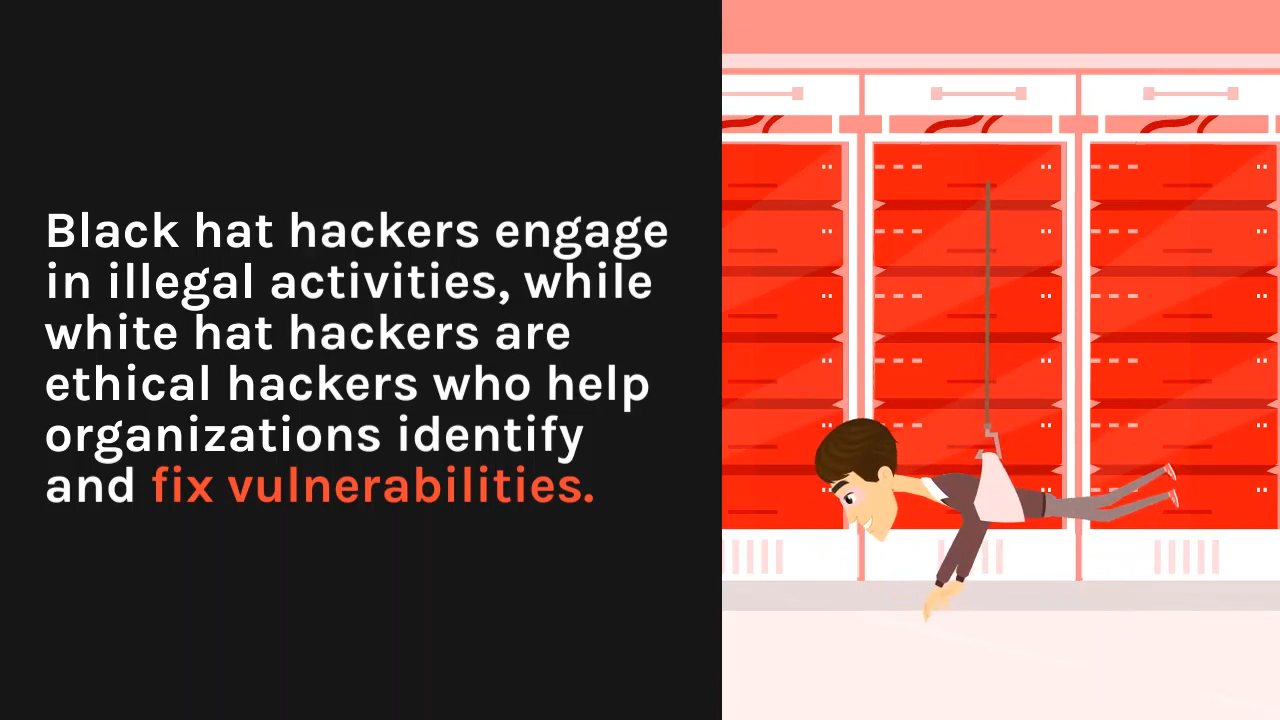 Black hat hackers engage
in illegal activities, while
white hat hackers are
ethical hackers who help
organizations identify
and fix vulnerabilities.